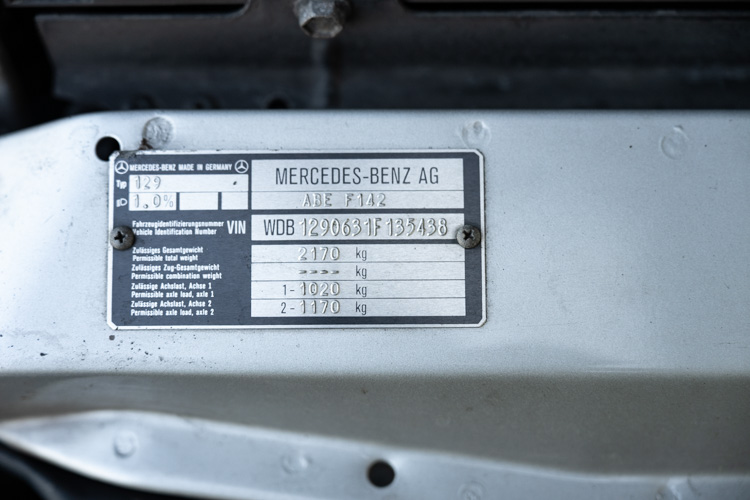 MERCEDES-BENZ MADE IN GERMANY
Typ 129
1.0%
MERCEDES-BENZ AG
ABE F142
Fahrzeugidentifizierungsnummer
Vehicle Identification Number
VIN
WDB 1290631F135438
Zulässiges Gesamtgewicht
Permissible total weight
2170 kg
Zulässiges Zug-Gesamtgewicht
Permissible combination weight
---- kg
Zulässige Achslast, Achse 1
Permissible axle load, axle 1
1-1020 kg
Zulässige Achslast, Achse 2
Permissible axle load, axle 2
2-1170 kg